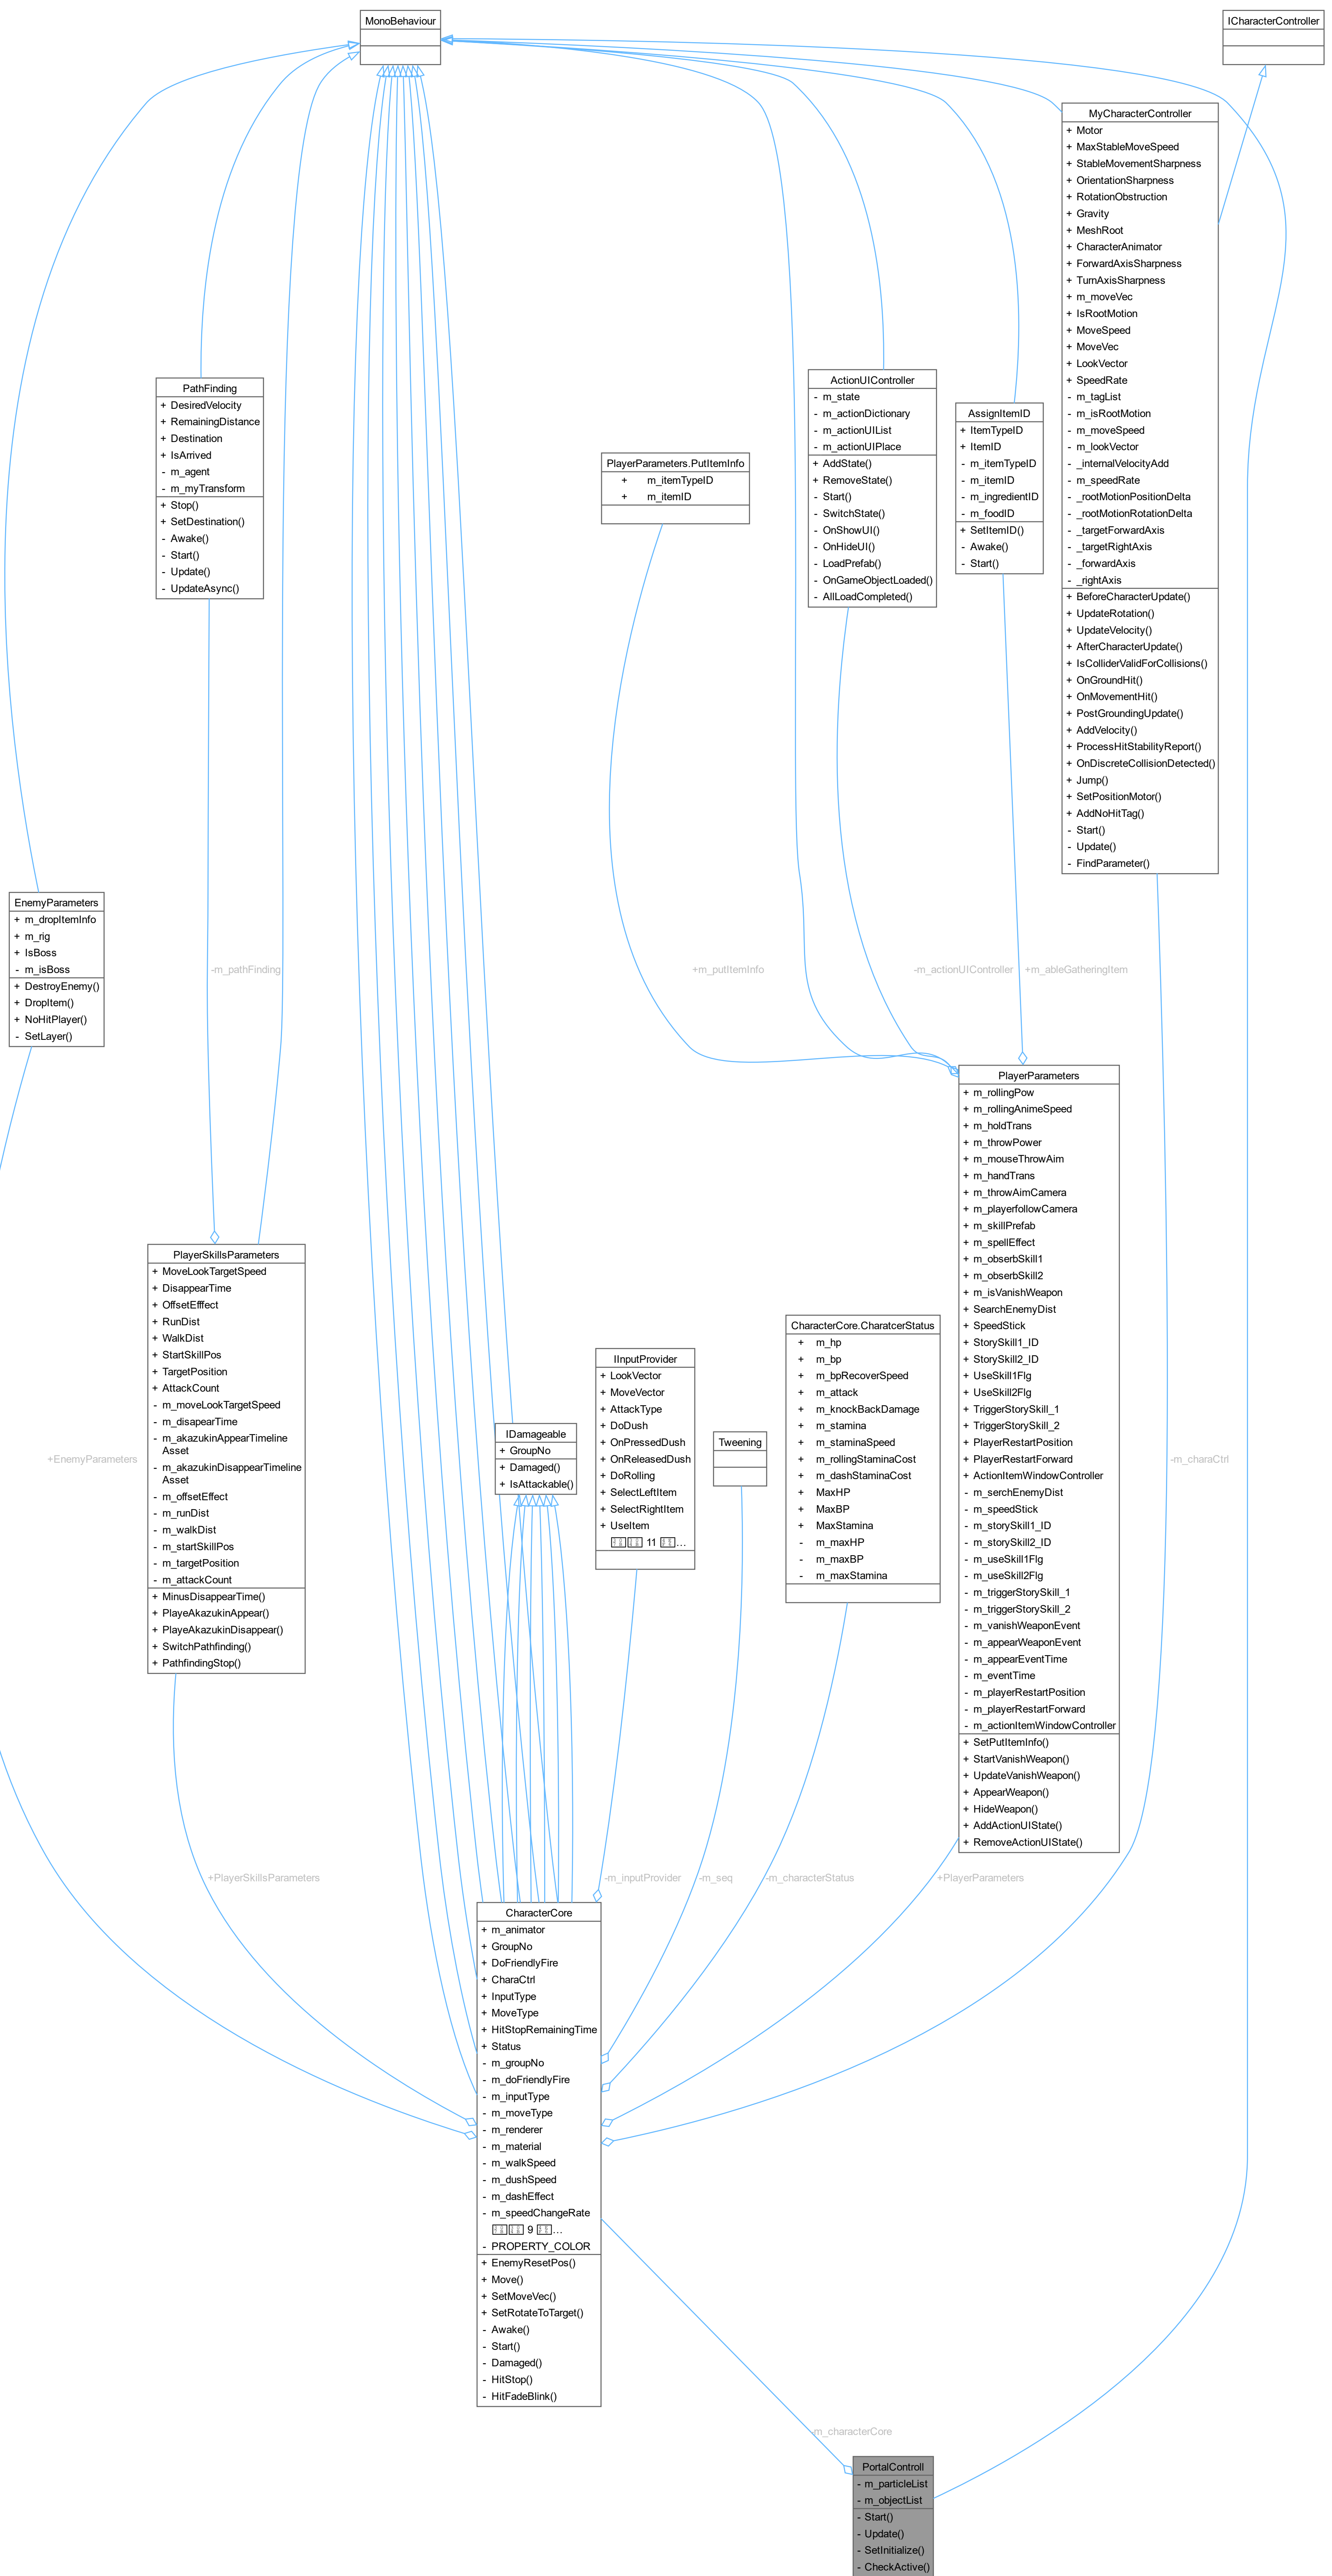 MonoBehaviour
ICharacterController
MyCharacterController
+ Motor
+ MaxStableMoveSpeed
+ StableMovementSharpness
+ OrientationSharpness
+ RotationObstruction
+ Gravity
+ MeshRoot
+ CharacterAnimator
+ ForwardAxisSharpness
+ TurnAxisSharpness
+ m_moveVec
+ IsRootMotion
+ MoveSpeed
+ MoveVec
+ LookVector
+ SpeedRate
- m_tagList
- m_isRootMotion
- m_moveSpeed
- m_lookVector
- _internalVelocityAdd
- m_speedRate
- _rootMotionPositionDelta
- _rootMotionRotationDelta
- _targetForwardAxis
- _targetRightAxis
- _forwardAxis
- _rightAxis
+ BeforeCharacterUpdate()
+ UpdateRotation()
+ UpdateVelocity()
+ AfterCharacterUpdate()
+ IsColliderValidForCollisions()
+ OnGroundHit()
+ OnMovementHit()
+ PostGroundingUpdate()
+ AddVelocity()
+ ProcessHitStabilityReport()
+ OnDiscreteCollisionDetected()
+ Jump()
+ SetPositionMotor()
+ AddNoHitTag()
- Start()
- Update()
- FindParameter()
PathFinding
+ DesiredVelocity
+ RemainingDistance
+ Destination
+ IsArrived
- m_agent
- m_myTransform
+ Stop()
+ SetDestination()
- Awake()
- Start()
- Update()
- UpdateAsync()
PlayerParameters.PutItemInfo
+ m_itemTypeID
+ m_itemID
ActionUIController
- m_state
- m_actionDictionary
- m_actionUIList
- m_actionUIPlace
+ AddState()
+ RemoveState()
- Start()
- SwitchState()
- OnShowUI()
- OnHideUI()
- LoadPrefab()
- OnGameObjectLoaded()
- AllLoadCompleted()
AssignItemID
+ ItemTypeID
+ ItemID
- m_itemTypeID
- m_itemID
- m_ingredientID
- m_foodID
+ SetItemID()
- Awake()
- Start()
EnemyParameters
+ m_dropItemInfo
+ m_rig
+ IsBoss
- m_isBoss
+ DestroyEnemy()
+ DropItem()
+ NoHitPlayer()
- SetLayer()
-m_pathFinding
+m_putItemInfo
-m_actionUIController
+m_ableGatheringItem
PlayerParameters
+ m_rollingPow
+ m_rollingAnimeSpeed
+ m_holdTrans
+ m_throwPower
+ m_mouseThrowAim
+ m_handTrans
+ m_throwAimCamera
+ m_playerfollowCamera
+ m_skillPrefab
+ m_spellEffect
+ m_obserbSkill1
+ m_obserbSkill2
+ m_isVanishWeapon
+ SearchEnemyDist
+ SpeedStick
+ StorySkill1_ID
+ StorySkill2_ID
+ UseSkill1Flg
+ UseSkill2Flg
+ TriggerStorySkill_1
+ TriggerStorySkill_2
+ PlayerRestartPosition
+ PlayerRestartForward
+ ActionItemWindowController
- m_serchEnemyDist
- m_speedStick
- m_storySkill1_ID
- m_storySkill2_ID
- m_useSkill1Flg
- m_useSkill2Flg
- m_triggerStorySkill_1
- m_triggerStorySkill_2
- m_vanishWeaponEvent
- m_appearWeaponEvent
- m_appearEventTime
- m_eventTime
- m_playerRestartPosition
- m_playerRestartForward
- m_actionItemWindowController
+ SetPutItemInfo()
+ StartVanishWeapon()
+ UpdateVanishWeapon()
+ AppearWeapon()
+ HideWeapon()
+ AddActionUIState()
+ RemoveActionUIState()
PlayerSkillsParameters
+ MoveLookTargetSpeed
+ DisappearTime
+ OffsetEfffect
+ RunDist
+ WalkDist
+ StartSkillPos
+ TargetPosition
+ AttackCount
- m_moveLookTargetSpeed
- m_disapearTime
- m_akazukinAppearTimeline
Asset
- m_akazukinDisappearTimeline
Asset
- m_offsetEffect
- m_runDist
- m_walkDist
- m_startSkillPos
- m_targetPosition
- m_attackCount
+ MinusDisappearTime()
+ PlayeAkazukinAppear()
+ PlayeAkazukinDisappear()
+ SwitchPathfinding()
+ PathfindingStop()
+EnemyParameters
-m_charaCtrl
IDamageable
+ GroupNo
+ Damaged()
+ IsAttackable()
IInputProvider
+ LookVector
+ MoveVector
+ AttackType
+ DoDush
+ OnPressedDush
+ OnReleasedDush
+ DoRolling
+ SelectLeftItem
+ SelectRightItem
+ UseItem
11 ...
Tweening
CharacterCore.CharatcerStatus
+ m_hp
+ m_bp
+ m_bpRecoverSpeed
+ m_attack
+ m_knockBackDamage
+ m_stamina
+ m_staminaSpeed
+ m_rollingStaminaCost
+ m_dashStaminaCost
+ MaxHP
+ MaxBP
+ MaxStamina
- m_maxHP
- m_maxBP
- m_maxStamina
+PlayerSkillsParameters
-m_inputProvider
-m_seq
-m_characterStatus
+PlayerParameters
CharacterCore
+ m_animator
+ GroupNo
+ DoFriendlyFire
+ CharaCtrl
+ InputType
+ MoveType
+ HitStopRemainingTime
+ Status
- m_groupNo
- m_doFriendlyFire
- m_inputType
- m_moveType
- m_renderer
- m_material
- m_walkSpeed
- m_dushSpeed
- m_dashEffect
- m_speedChangeRate
9 ...
- PROPERTY_COLOR
+ EnemyResetPos()
+ Move()
+ SetMoveVec()
+ SetRotateToTarget()
- Awake()
- Start()
- Damaged()
- HitStop()
- HitFadeBlink()
-m_characterCore
PortalControll
- m_particleList
- m_objectList
- Start()
- Update()
- SetInitialize()
- CheckActive()